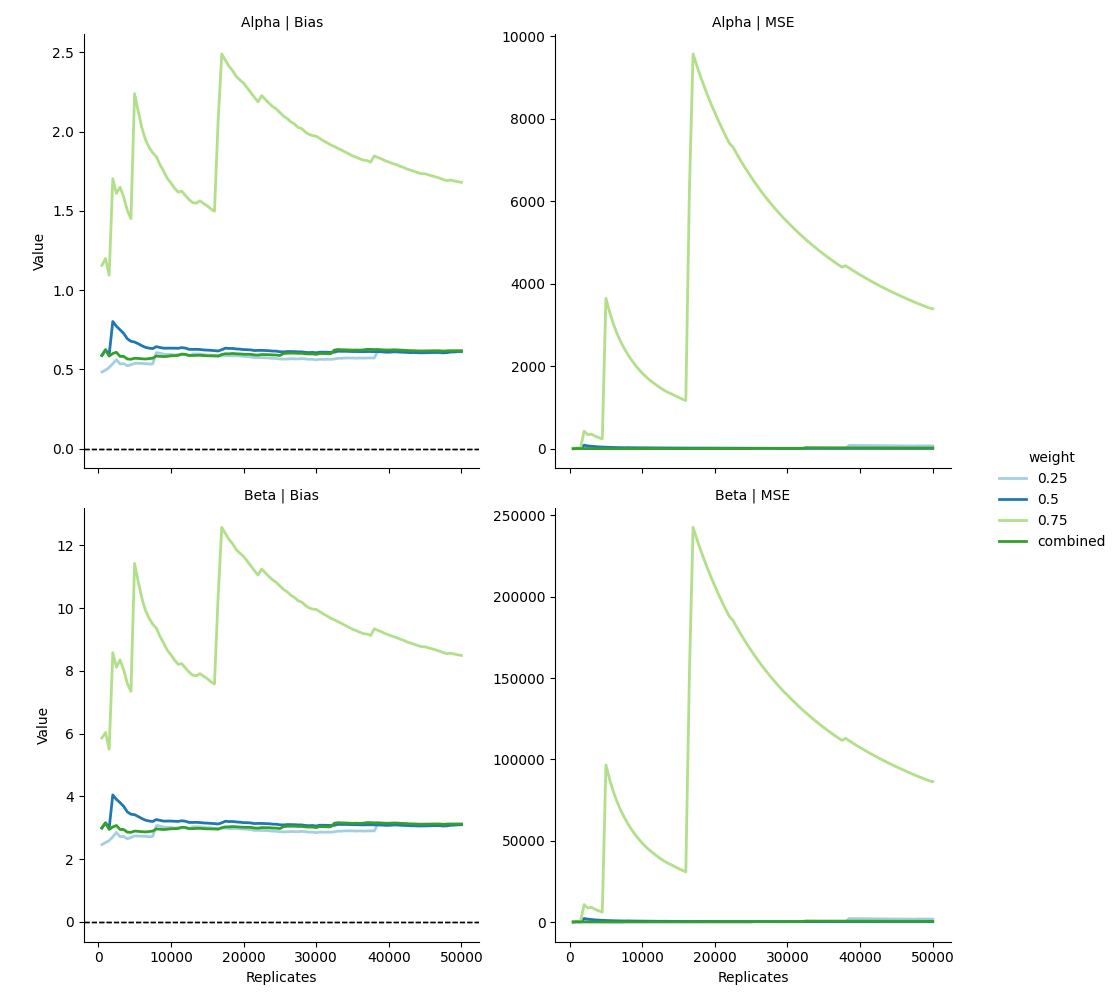 Alpha | Bias
2.5
2.0
1.5
1.0
0.5
0.0
Value
Alpha | MSE
10000
8000
6000
4000
2000
0
Beta | Bias
12
10
8
6
4
2
0
Value
0 10000 20000 30000 40000 50000
Replicates
Beta | MSE
250000
200000
150000
100000
50000
0
0 10000 20000 30000 40000 50000
Replicates
weight
0.25
0.5
0.75
combined